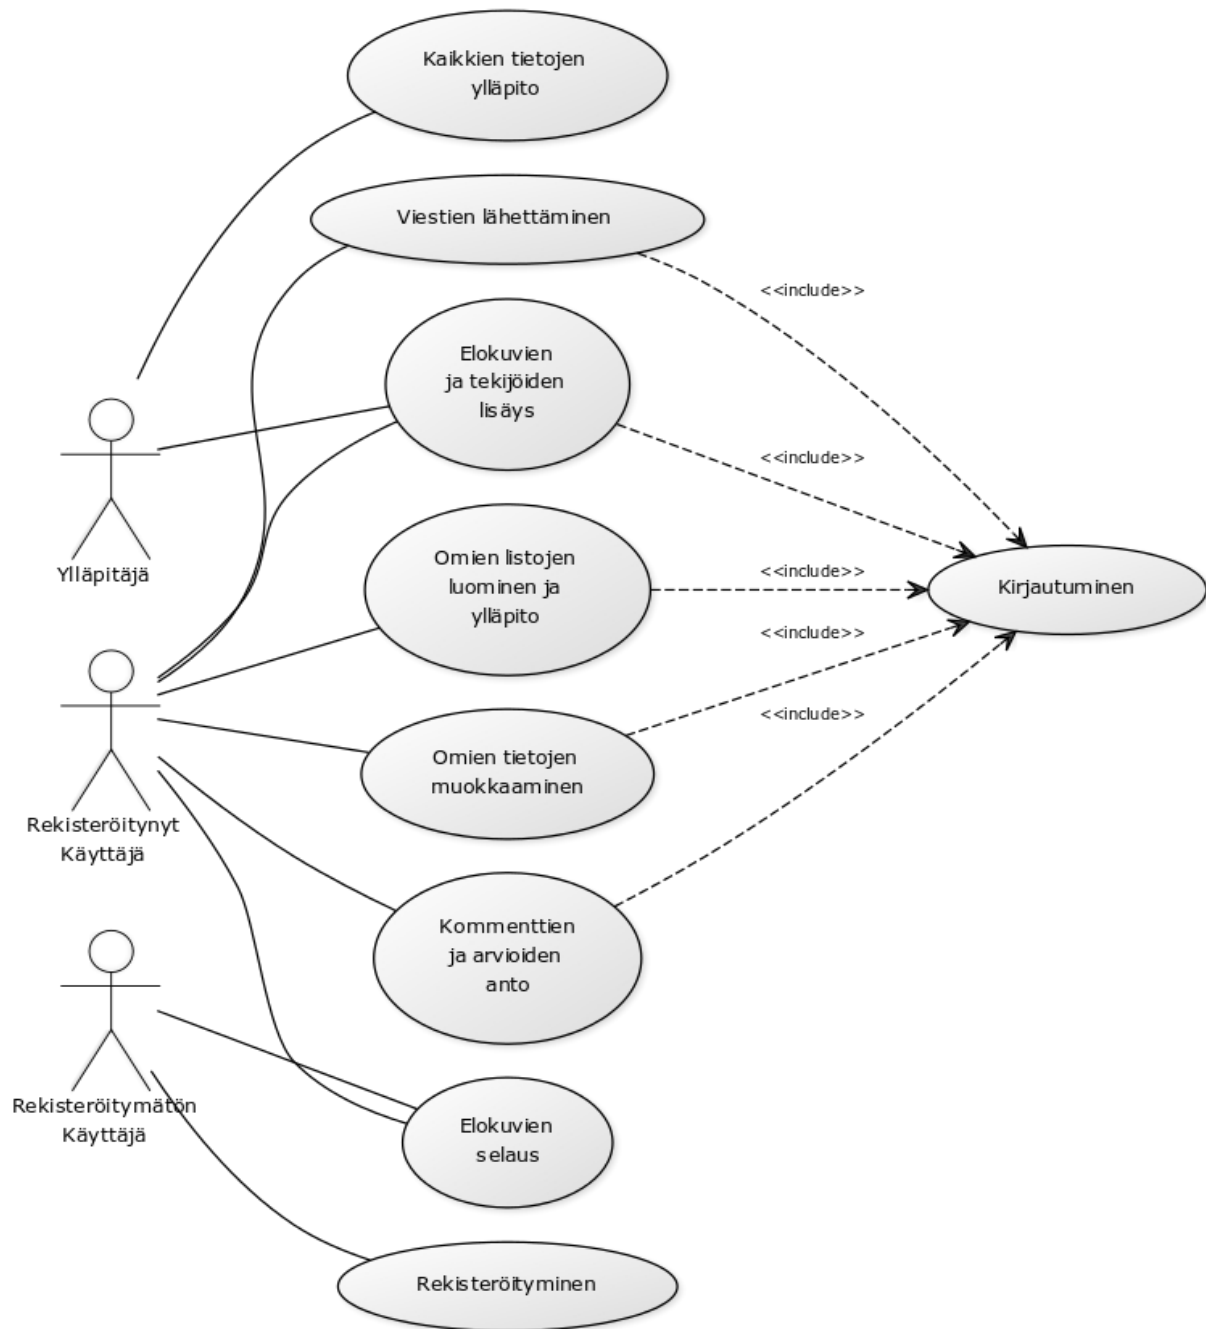 Kaikkien tietojen
ylläpito
Viestien lähettäminen
<<include>>
Elokuvien
ja tekijöiden
lisäys
<<include>>
Ylläpitäjä
Omien listojen
luominen ja
ylläpito
<<include>>
Kirjautuminen
<<include>>
Rekisteröitynyt
Käyttäjä
Omien tietojen
muokkaaminen
<<include>>
Kommenttien
ja arvioiden
anto
Rekisteröitymätön
Käyttäjä
Elokuvien
selaus
Rekisteröityminen